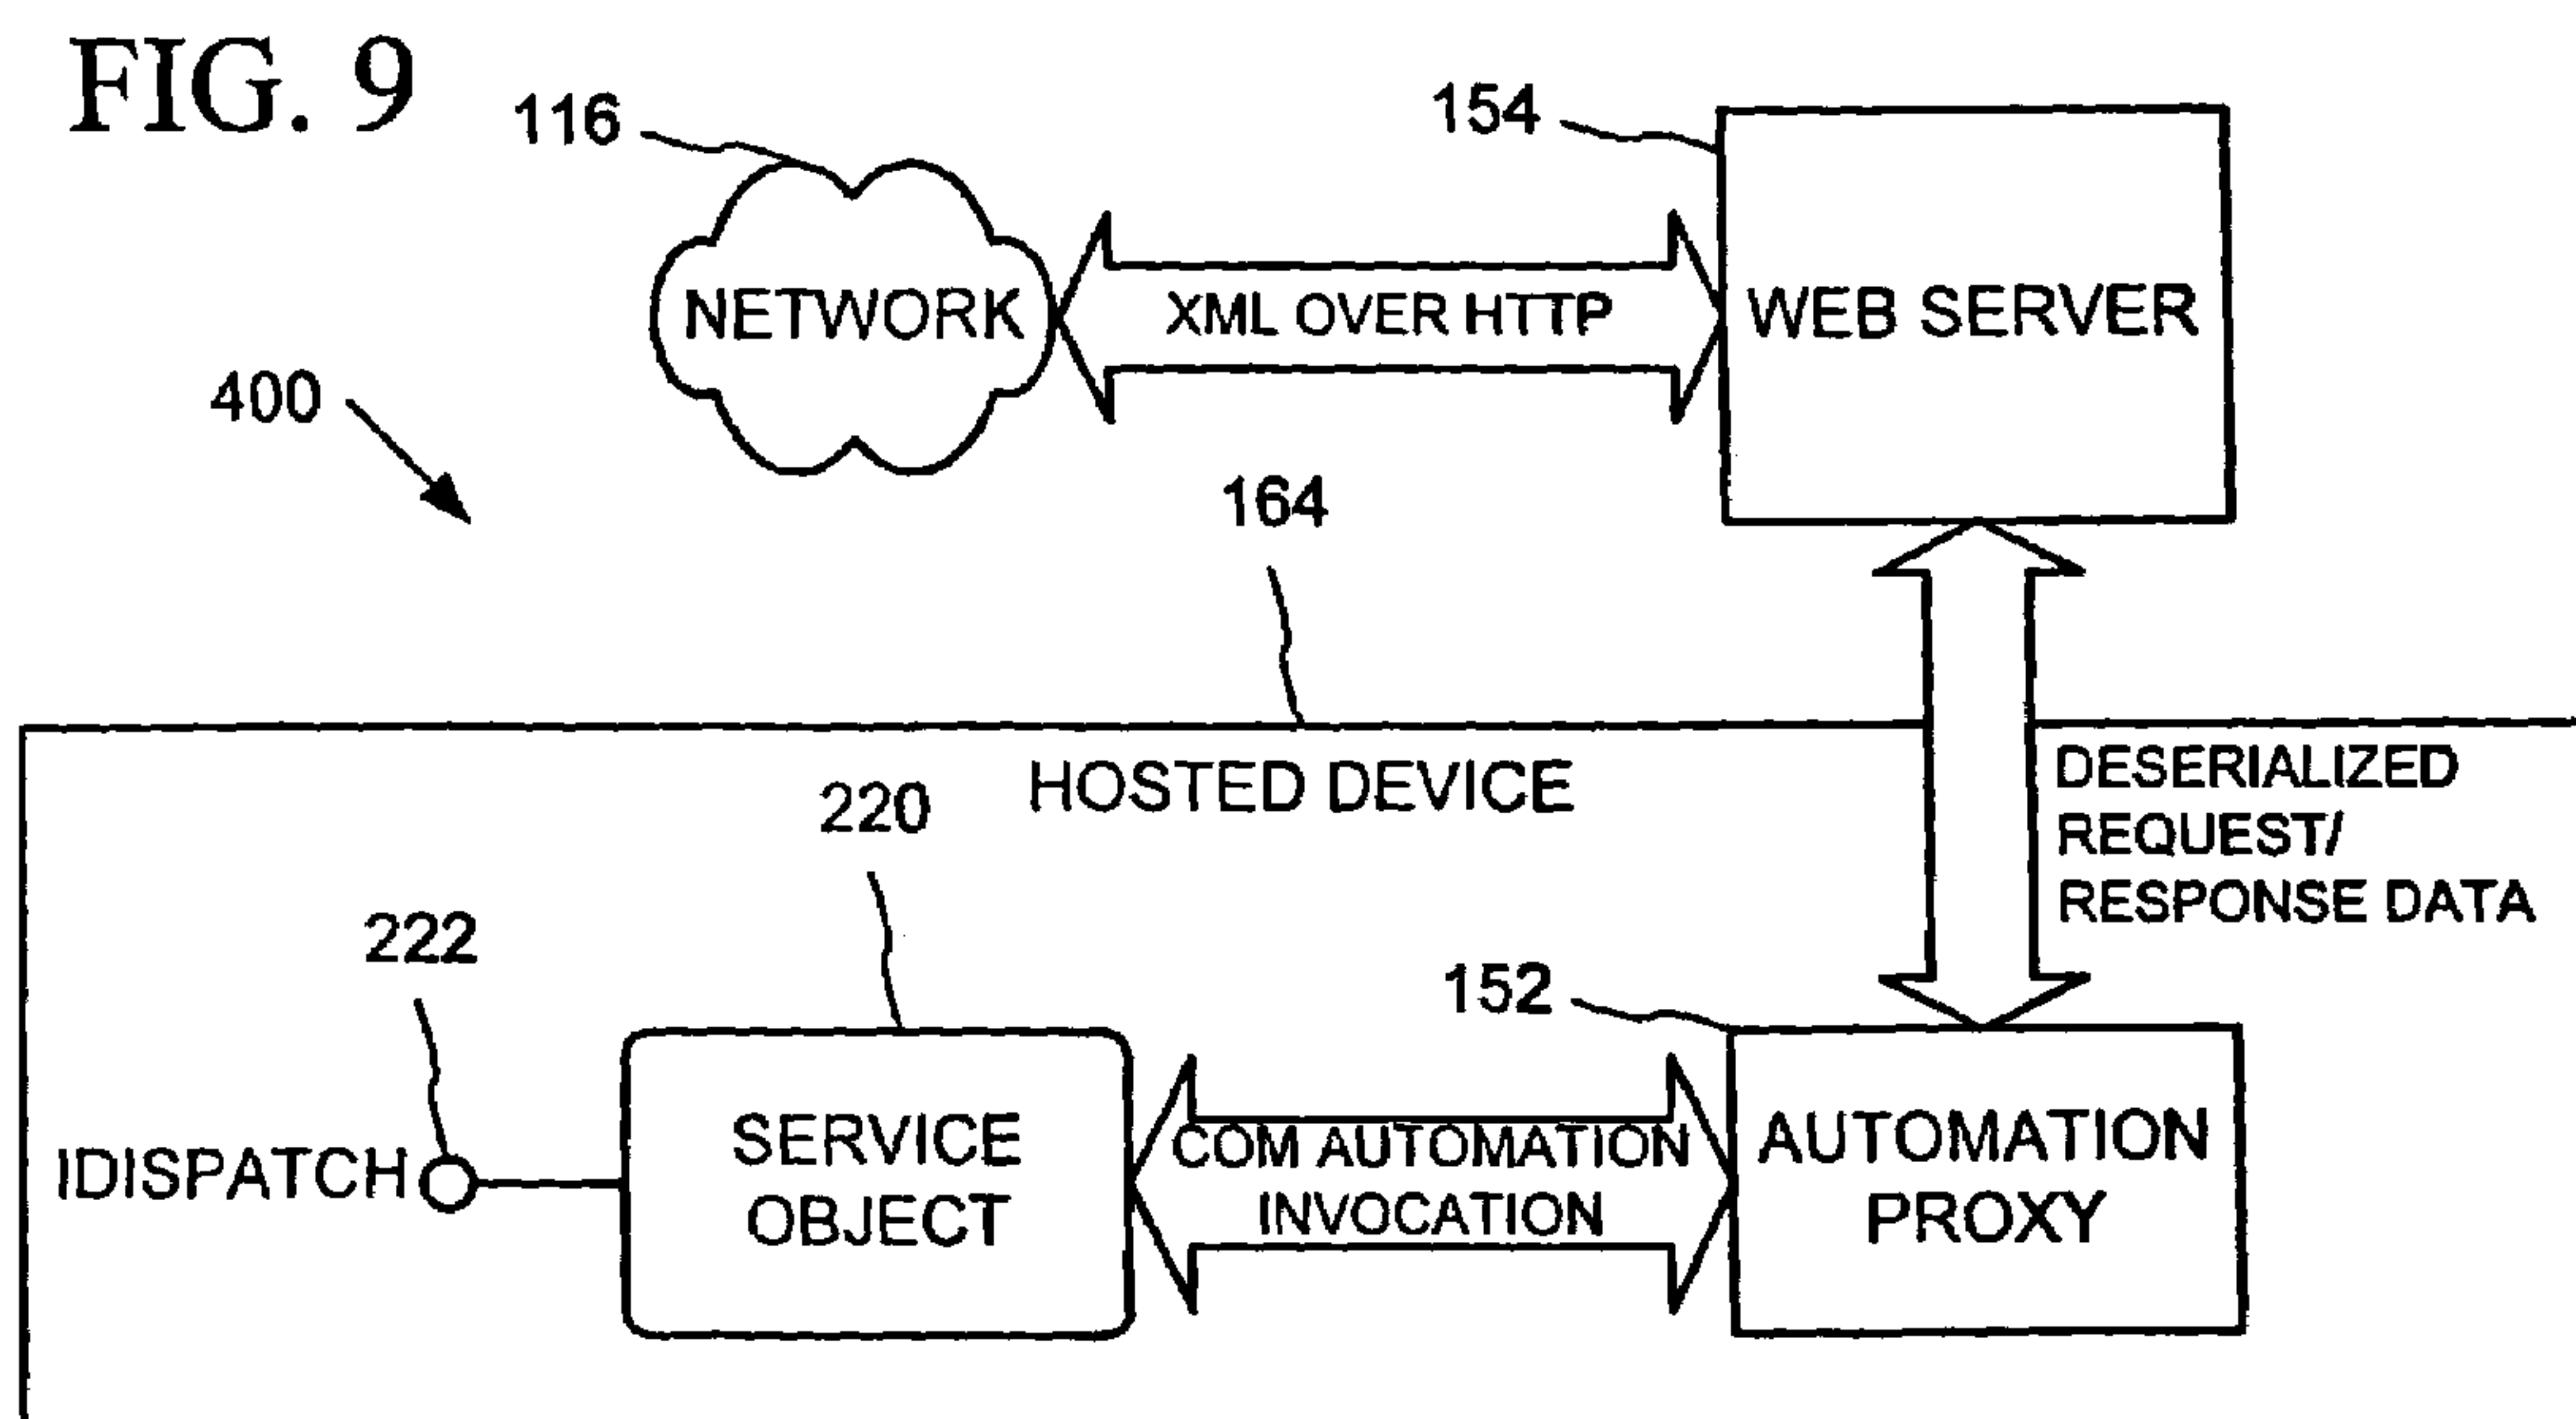 FIG. 9
116
154
NETWORK
XML OVER HTTP
WEB SERVER
400
164
HOSTED DEVICE
DESERIALIZED
REQUEST/
RESPONSE DATA
220
222
152
IDISPATCH
SERVICE
OBJECT
COM AUTOMATION
INVOCATION
AUTOMATION
PROXY